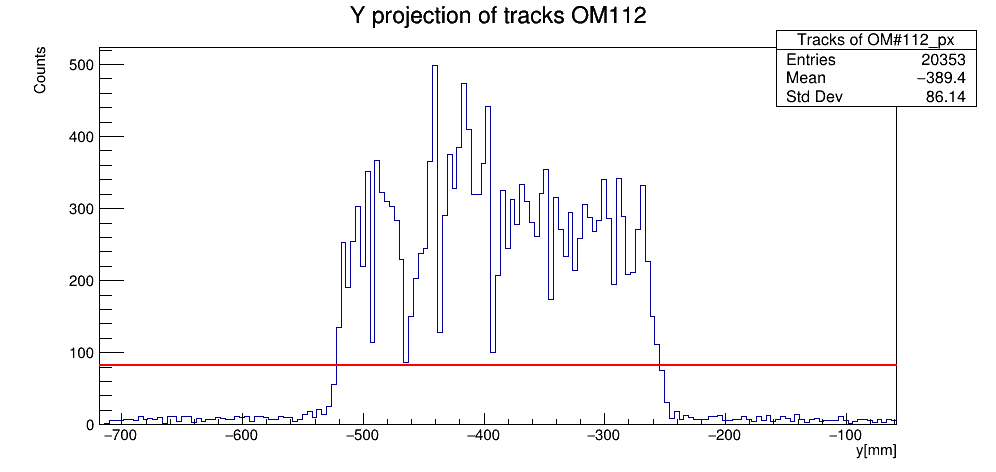 Y projection of tracks OM112
Tracks of OM#112_px
Entries 20353
Mean −389.4
Std Dev 86.14
Counts
500
400
300
200
100
0
−700 −600 −500 −400 −300 −200 −100
y[mm]